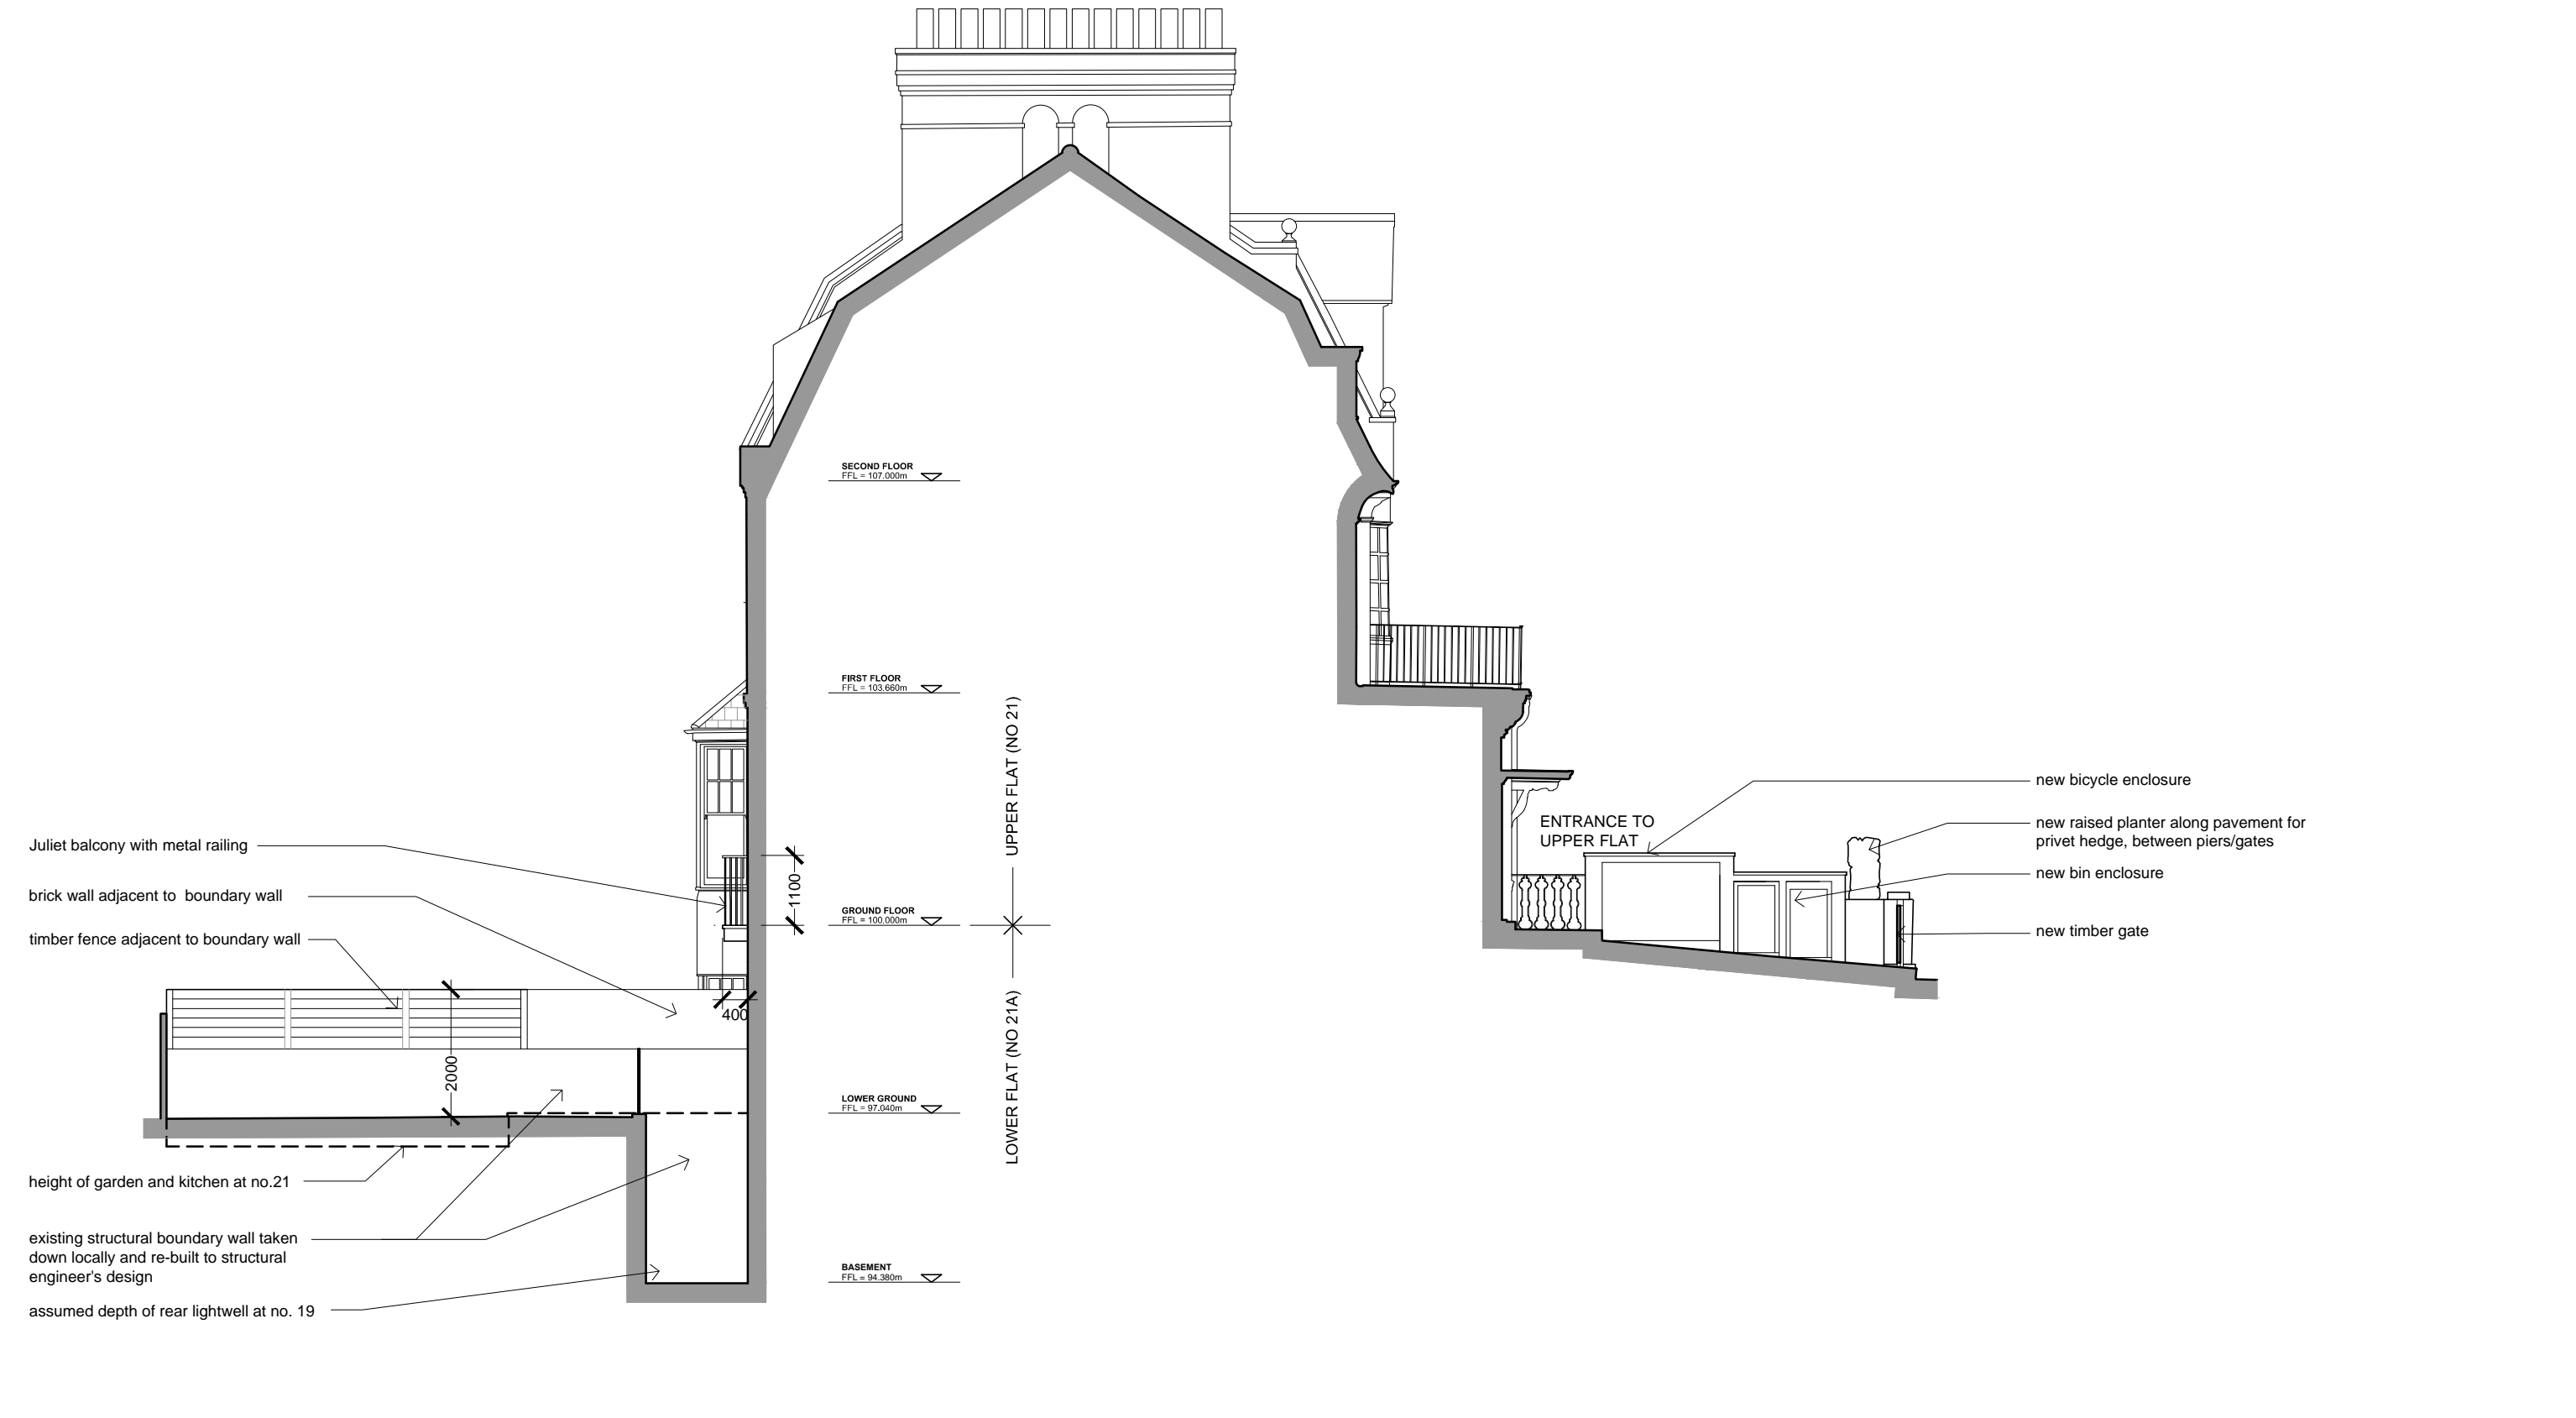 SECOND FLOOR
FFL = 107.000m
FIRST FLOOR
FFL = 103.660m
UPPER FLAT (NO 21)
new bicycle enclosure
ENTRANCE TO
UPPER FLAT
new raised planter along pavement for
privet hedge, between piers/gates
new bin enclosure
new timber gate
Juliet balcony with metal railing
1100
brick wall adjacent to  boundary wall
GROUND FLOOR
FFL = 100.000m
timber fence adjacent to boundary wall
400
2000
LOWER FLAT (NO 21A)
LOWER GROUND
FFL = 97.040m
height of garden and kitchen at no.21
existing structural boundary wall taken
down locally and re-built to structural
engineer's design
BASEMENT
FFL = 94.380m
assumed depth of rear lightwell at no. 19